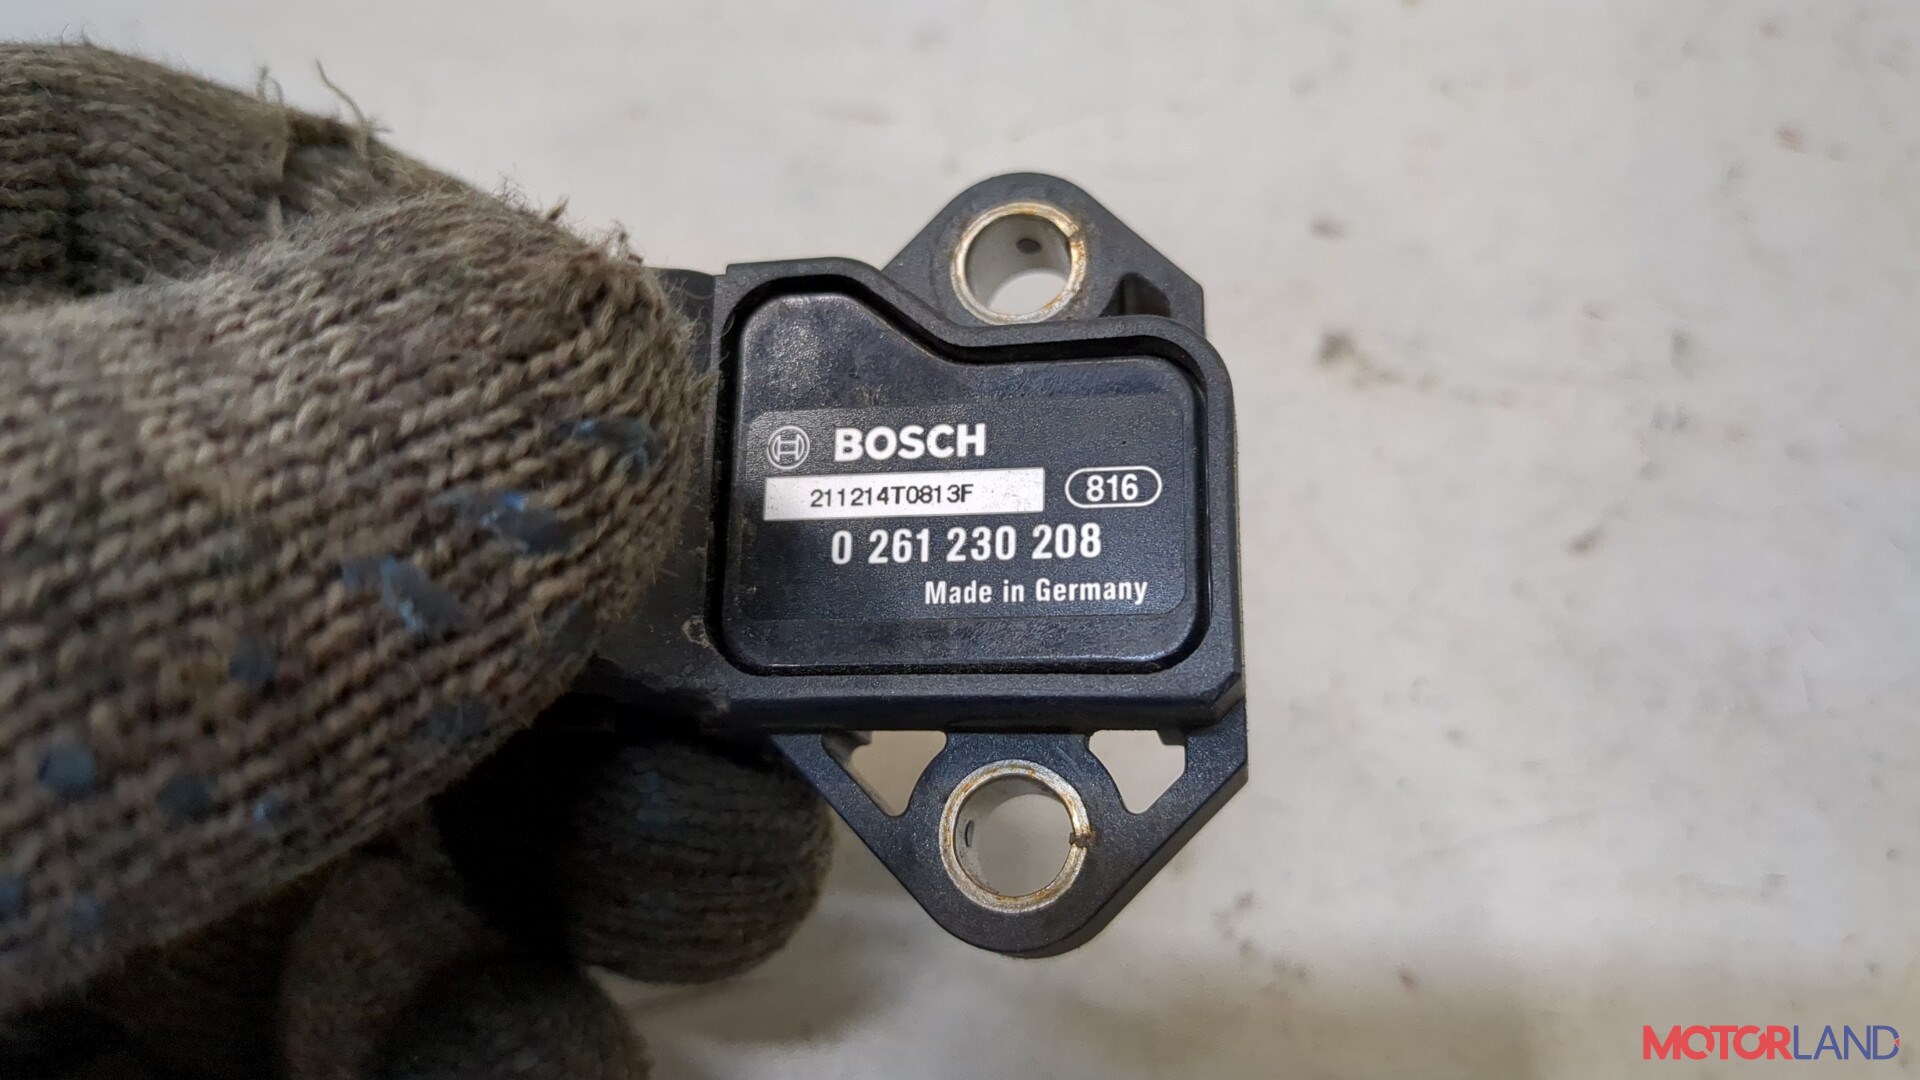 BOSCH
211214T0813F
816
0 261 230 208
Made in Germany
MOTORLAND